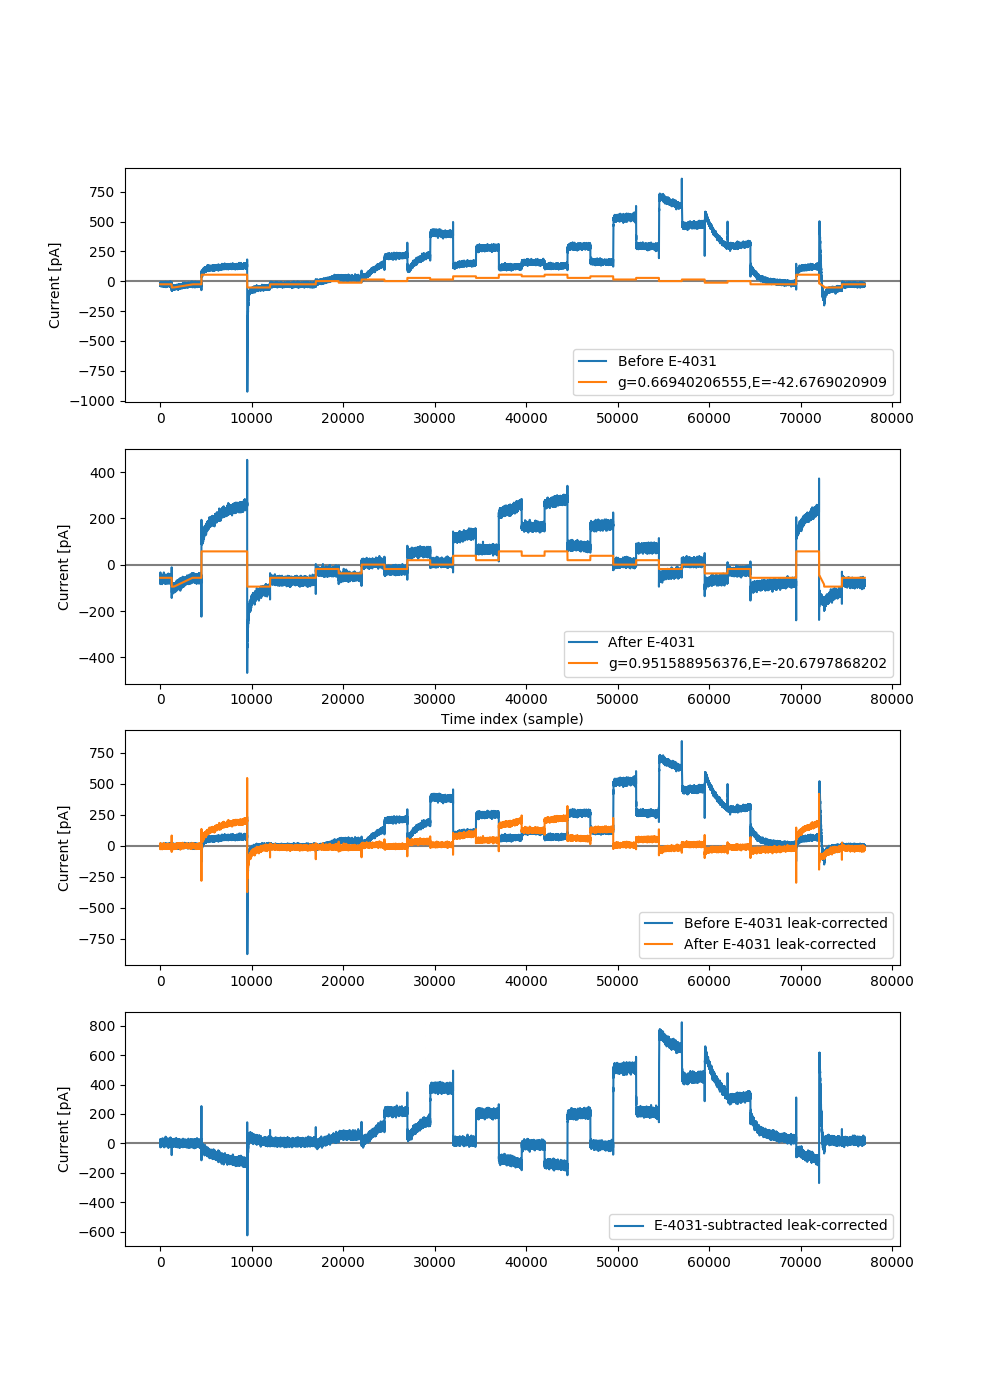 750
500
250
0
−250
−500
−750
−1000
Current [pA]
Before E-4031
g=0.66940206555,E=-42.6769020909
0 10000 20000 30000 40000 50000 60000 70000 80000
400
200
0
−200
−400
Current [pA]
After E-4031
g=0.951588956376,E=-20.6797868202
0 10000 20000 30000 40000 50000 60000 70000 80000
Time index (sample)
750
500
250
0
−250
−500
−750
Current [pA]
Before E-4031 leak-corrected
After E-4031 leak-corrected
0 10000 20000 30000 40000 50000 60000 70000 80000
800
600
400
200
0
−200
−400
−600
Current [pA]
E-4031-subtracted leak-corrected
0 10000 20000 30000 40000 50000 60000 70000 80000